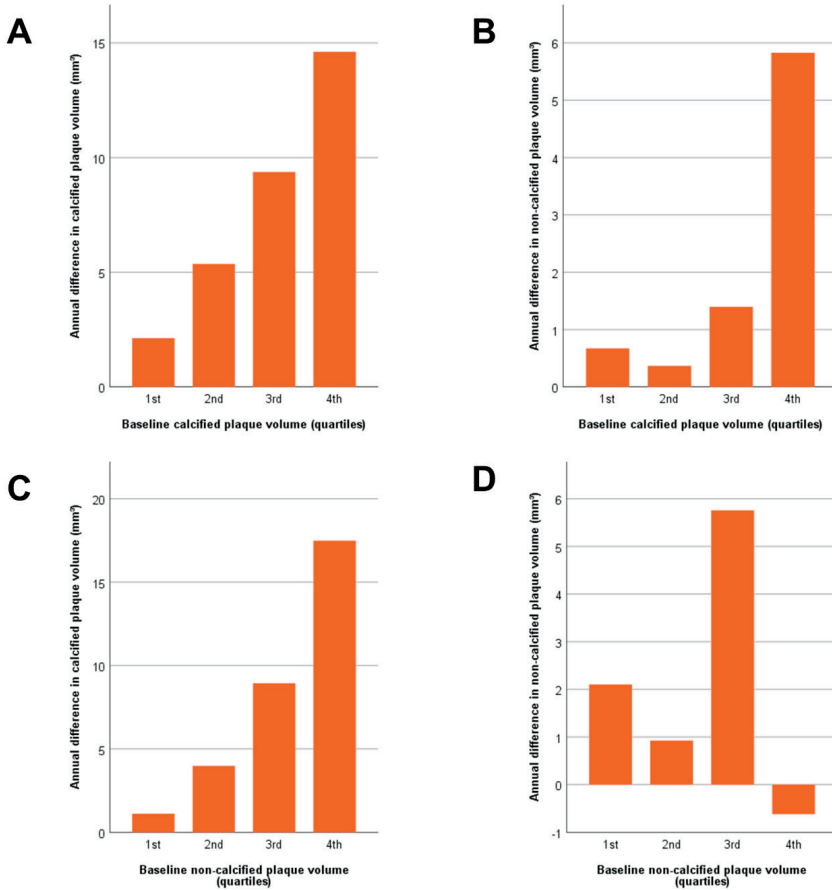 A
Annual difference in calcified plaque volume (mm³)
15
10
5
0
1st 2nd 3rd 4th
Baseline calcified plaque volume (quartiles)
B
Annual difference in non-calcified plaque volume (mm³)
6
5
4
3
2
1
0
1st 2nd 3rd 4th
Baseline calcified plaque volume (quartiles)
C
Annual difference in calcified plaque volume (mm³)
20
15
10
5
0
1st 2nd 3rd 4th
Baseline non-calcified plaque volume
(quartiles)
D
Annual difference in non-calcified plaque volume (mm³)
6
5
4
3
2
1
0
-1
1st 2nd 3rd 4th
Baseline non-calcified plaque volume
(quartiles)